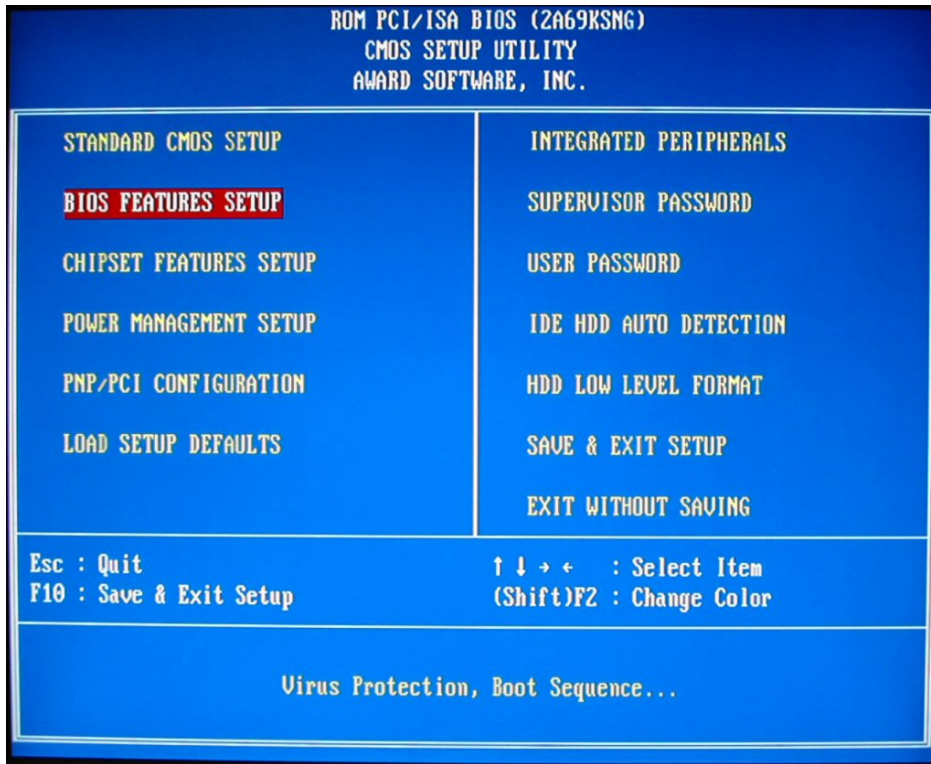 ROM PCI/ISA BIOS (2A69KSNG)
CMOS SETUP UTILITY
AWARD SOFTWARE, INC.
STANDARD CMOS SETUP
BIOS FEATURES SETUP
CHIPSET FEATURES SETUP
POWER MANAGEMENT SETUP
PNP/PCI CONFIGURATION
LOAD SETUP DEFAULTS
INTEGRATED PERIPHERALS
SUPERVISOR PASSWORD
USER PASSWORD
IDE HDD AUTO DETECTION
HDD LOW LEVEL FORMAT
SAVE & EXIT SETUP
EXIT WITHOUT SAVING
Esc : Quit
F10 : Save & Exit Setup
↑ ↓ → ← : Select Item
(Shift)F2 : Change Color
Virus Protection, Boot Sequence...